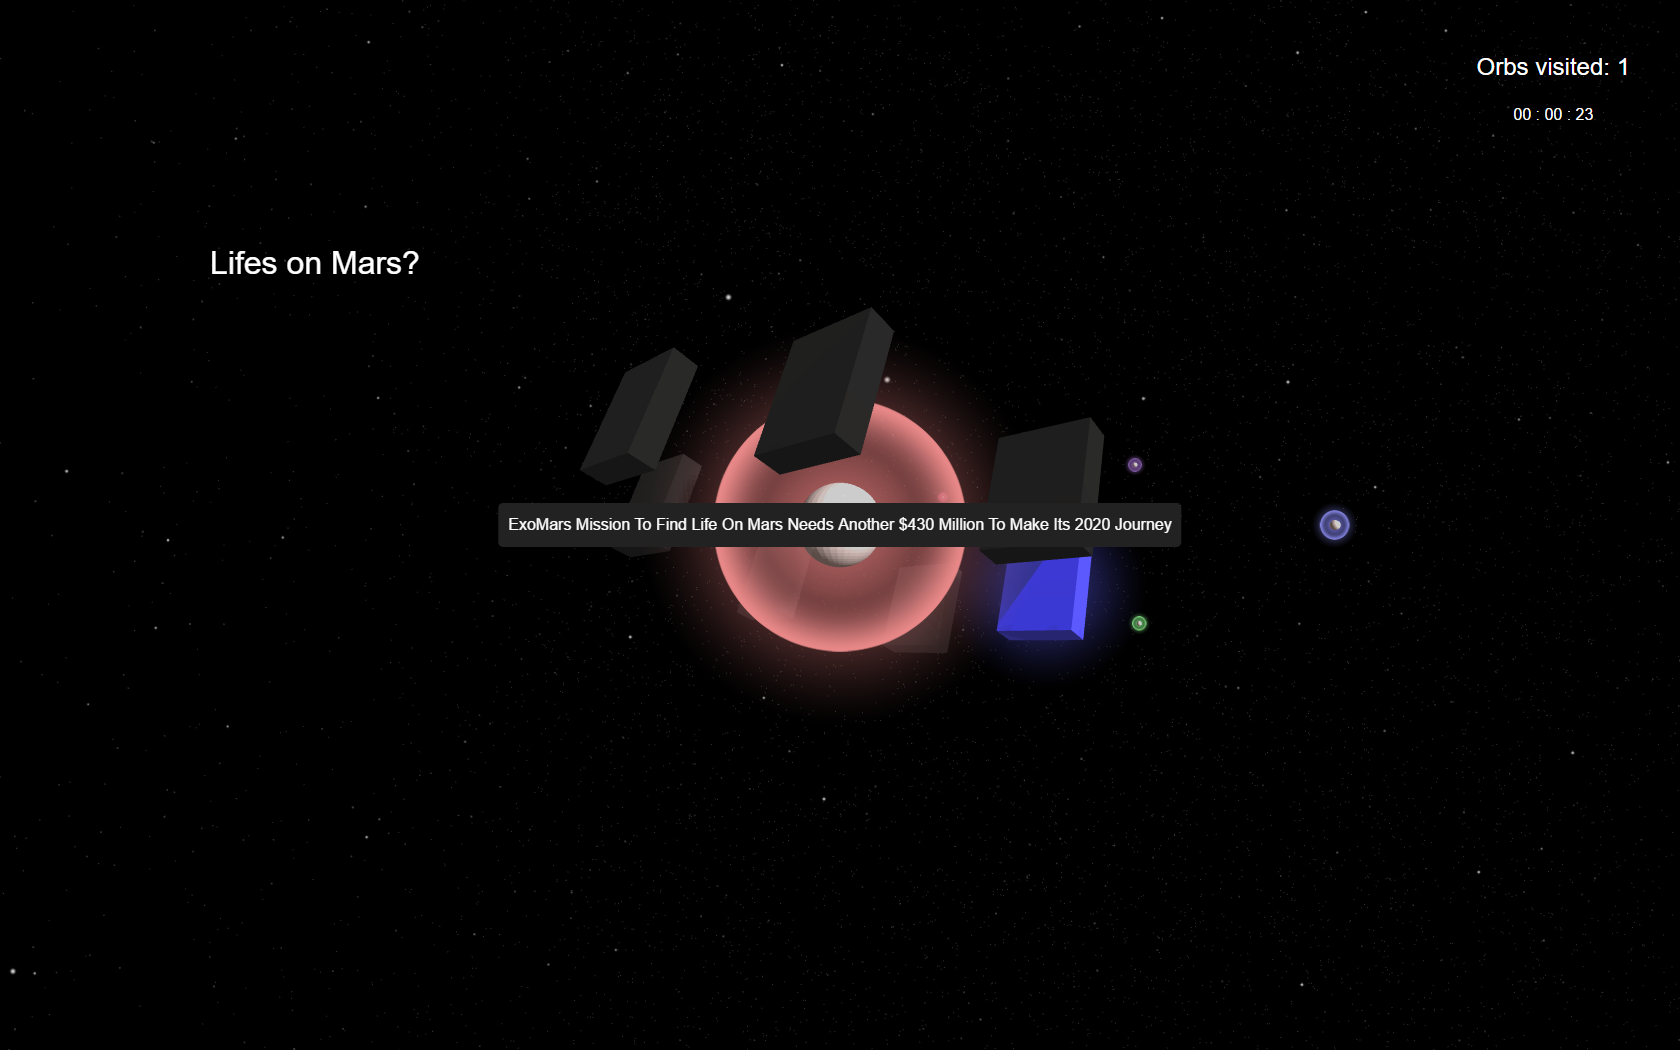 Orbs visited: 1
00 : 00 : 23
Lifes on Mars?
ExoMars Mission To Find Life On Mars Needs Another $430 Million To Make Its 2020 Journey